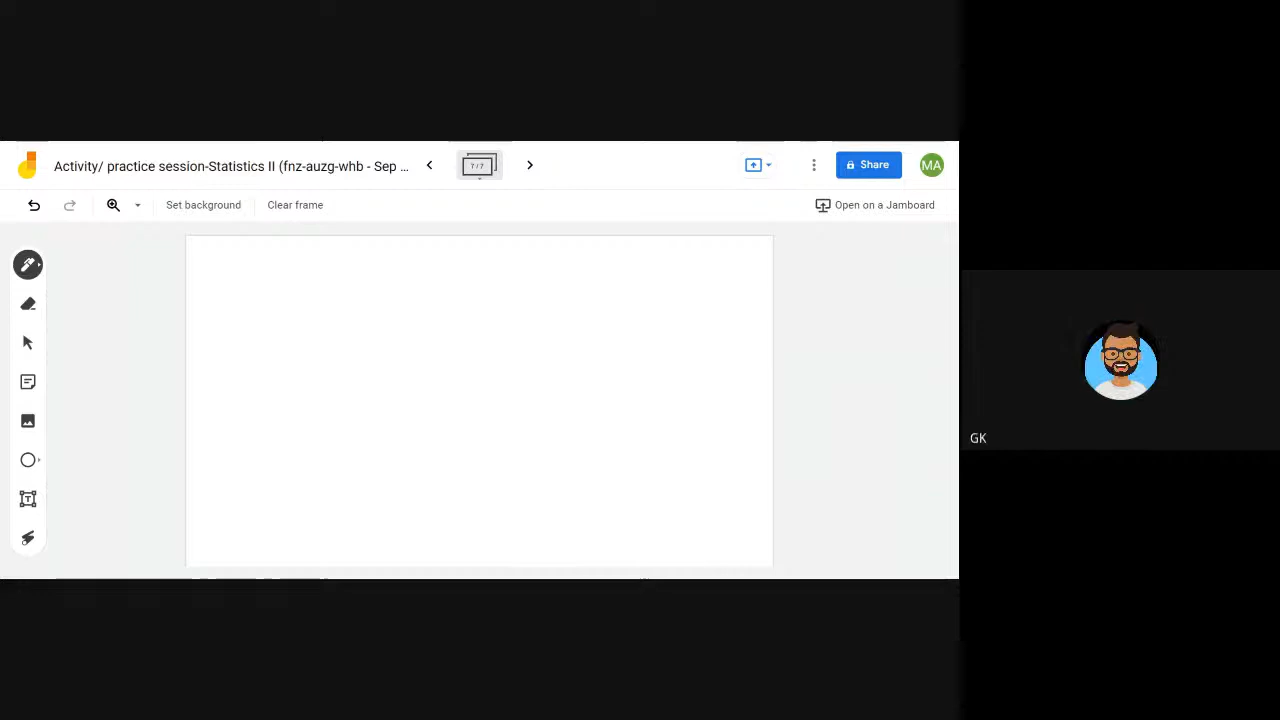 Activity/ practice session-Statistics II (fnz-auzg-whb - Sep ...
7 / 7
Share
MA
Set background
Clear frame
Open on a Jamboard
GK